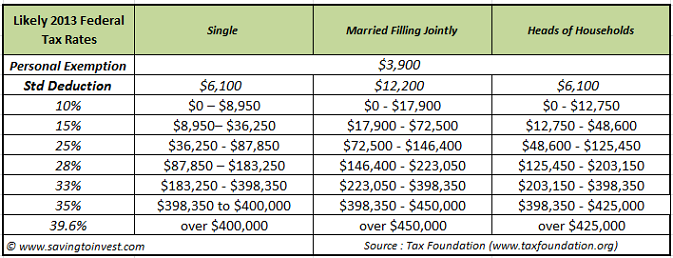 Likely 2013 Federal Tax Rates Single Married Filing Jointly Heads of Households
Personal Exemption $3,900
Std Deduction $6,100 $12,200 $6,100
10% $0 – $8,950 $0 - $17,900 $0 - $12,750
15% $8,950– $36,250 $17,900 - $72,500 $12,750 - $48,600
25% $36,250 - $87,850 $72,500 - $146,400 $48,600 - $125,450
28% $87,850 – $183,250 $146,400 - $223,050 $125,450 - $203,150
33% $183,250 - $398,350 $223,050 - $398,350 $203,150 - $398,350
35% $398,350 to $400,000 $398,350 - $450,000 $398,350 - $425,000
39.6% over $400,000 over $450,000 over $425,000
© www.savingtoinvest.com Source : Tax Foundation (www.taxfoundation.org)